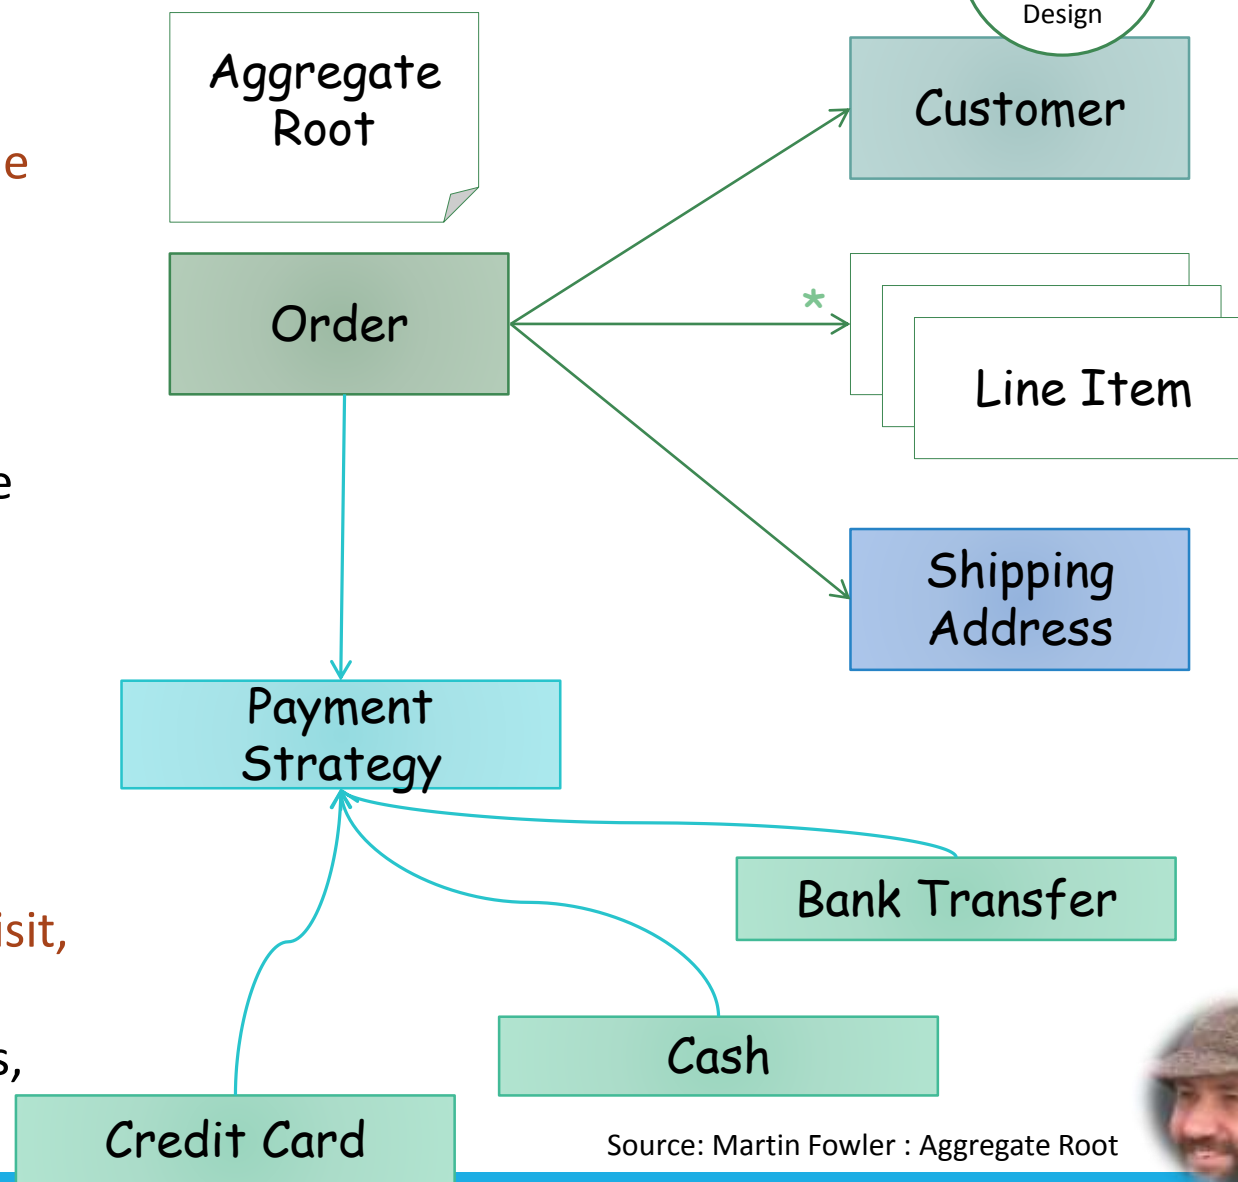 Design
Aggregate
Root
Customer
e
Order
*
Line Item
e
Shipping
Address
Payment
Strategy
Bank Transfer
isit,
Cash
s,
Credit Card
Source: Martin Fowler : Aggregate Root